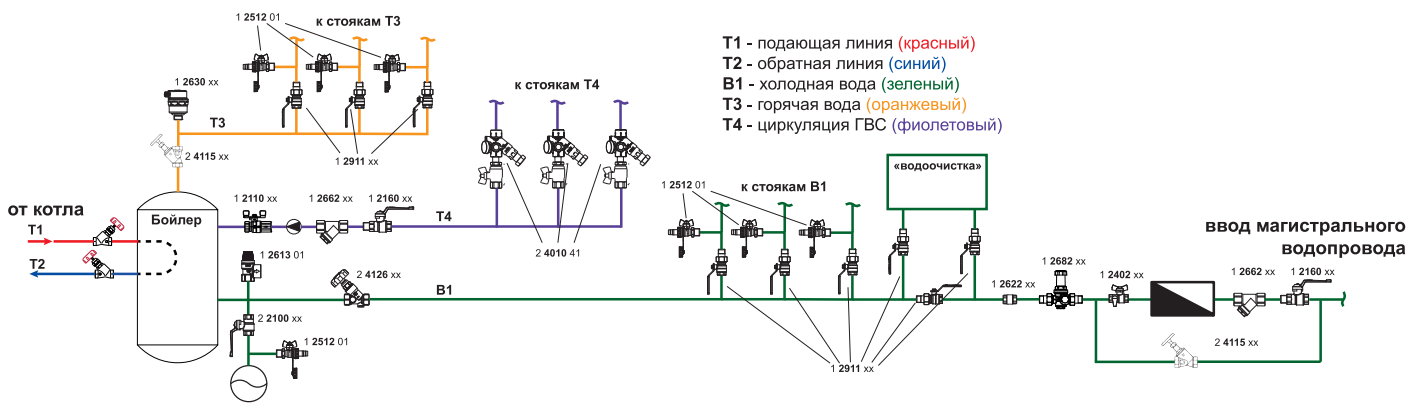 1 2512 01
к стоякам Т3
1 2630 xx
Т3
2 4115 xx
1 2911 xx
к стоякам Т4
Т1 - подающая линия (красный)
Т2 - обратная линия (синий)
В1 - холодная вода (зеленый)
Т3 - горячая вода (оранжевый)
Т4 - циркуляция ГВС (фиолетовый)
от котла
Т1
Т2
Бойлер
1 2110 xx
1 2662 xx
1 2160 xx
Т4
2 4010 41
1 2613 01
2 4126 xx
В1
2 2100 xx
1 2512 01
1 2512 01
к стоякам В1
«водоочистка»
1 2911 xx
1 2622 xx
ввод магистрального
водопровода
1 2682 xx
1 2402 xx
1 2662 xx
1 2160 xx
2 4115 xx